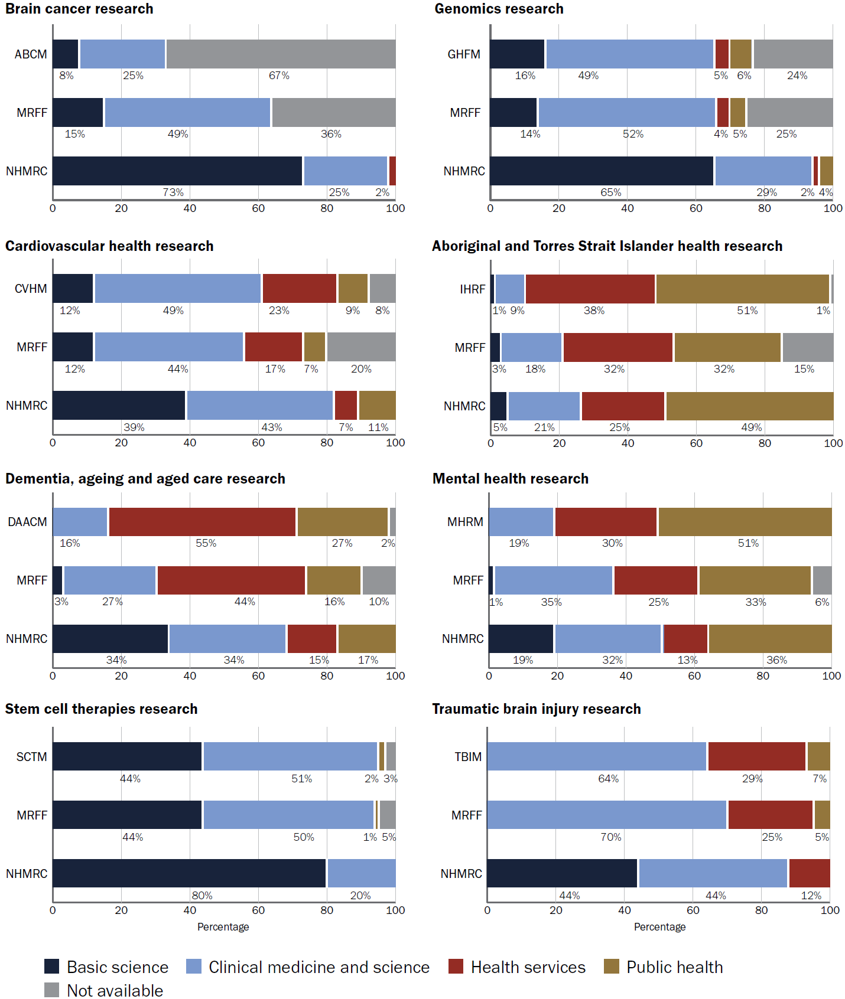 Brain cancer research
ABCM
8% 25% 67%
MRFF
15% 49% 36%
NHMRC
73% 25% 2%
0 20 40 60 80 100
Genomics research
GHFM
16% 49% 5% 6% 24%
MRFF
14% 52% 4% 5% 25%
NHMRC
65% 29% 2% 4%
0 20 40 60 80 100
Cardiovascular health research
CVHM
12% 49% 23% 9% 8%
MRFF
12% 44% 17% 7% 20%
NHMRC
39% 43% 7% 11%
0 20 40 60 80 100
Aboriginal and Torres Strait Islander health research
IHRF
1% 9% 38% 51% 1%
MRFF
3% 18% 32% 32% 15%
NHMRC
5% 21% 25% 49%
0 20 40 60 80 100
Dementia, ageing and aged care research
DAACM
16% 55% 27% 2%
MRFF
3% 27% 44% 16% 10%
NHMRC
34% 34% 15% 17%
0 20 40 60 80 100
Mental health research
MHRM
19% 30% 51%
MRFF
1% 35% 25% 33% 6%
NHMRC
19% 32% 13% 36%
0 20 40 60 80 100
Stem cell therapies research
SCTM
44% 51% 2% 3%
MRFF
44% 50% 1% 5%
NHMRC
80% 20%
0 20 40 60 80 100
Percentage
Traumatic brain injury research
TBIM
64% 29% 7%
MRFF
70% 25% 5%
NHMRC
44% 44% 12%
0 20 40 60 80 100
Percentage
Basic science Clinical medicine and science Health services Public health
Not available